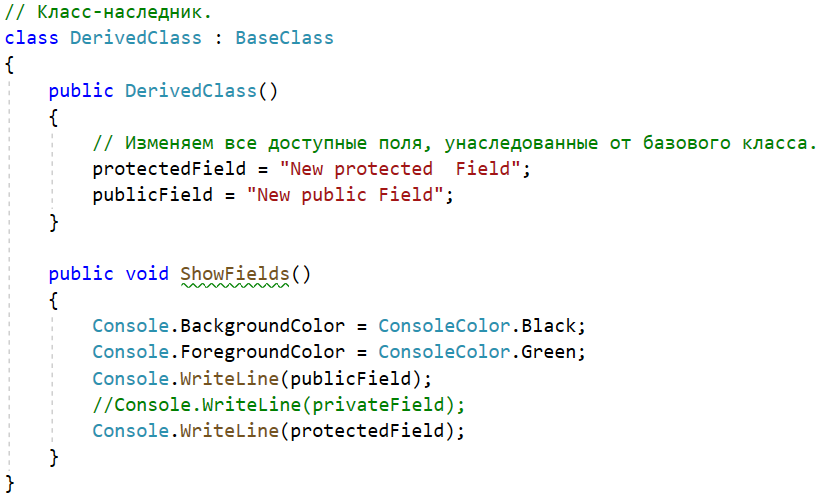 // Класс-наследник.
class DerivedClass : BaseClass
{
    public DerivedClass()
    {
        // Изменяем все доступные поля, унаследованные от базового класса.
        protectedField = "New protected  Field";
        publicField = "New public Field";
    }

    public void ShowFields()
    {
        Console.BackgroundColor = ConsoleColor.Black;
        Console.ForegroundColor = ConsoleColor.Green;
        Console.WriteLine(publicField);
        //Console.WriteLine(privateField);
        Console.WriteLine(protectedField);
    }
}